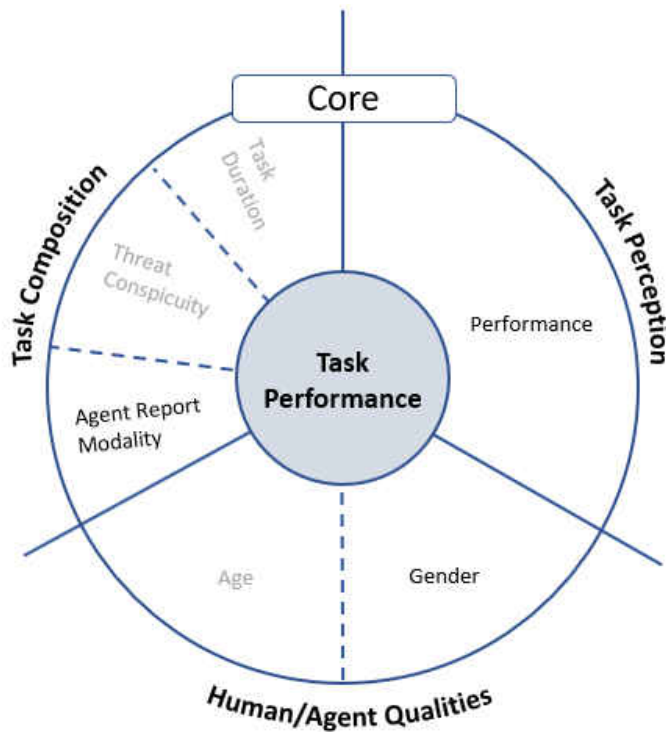 Core
Task
Duration
Threat
Conspicuity
Task Composition
Task Perception
Performance
Task
Performance
Agent Report
Modality
Age
Gender
Human/Agent Qualities